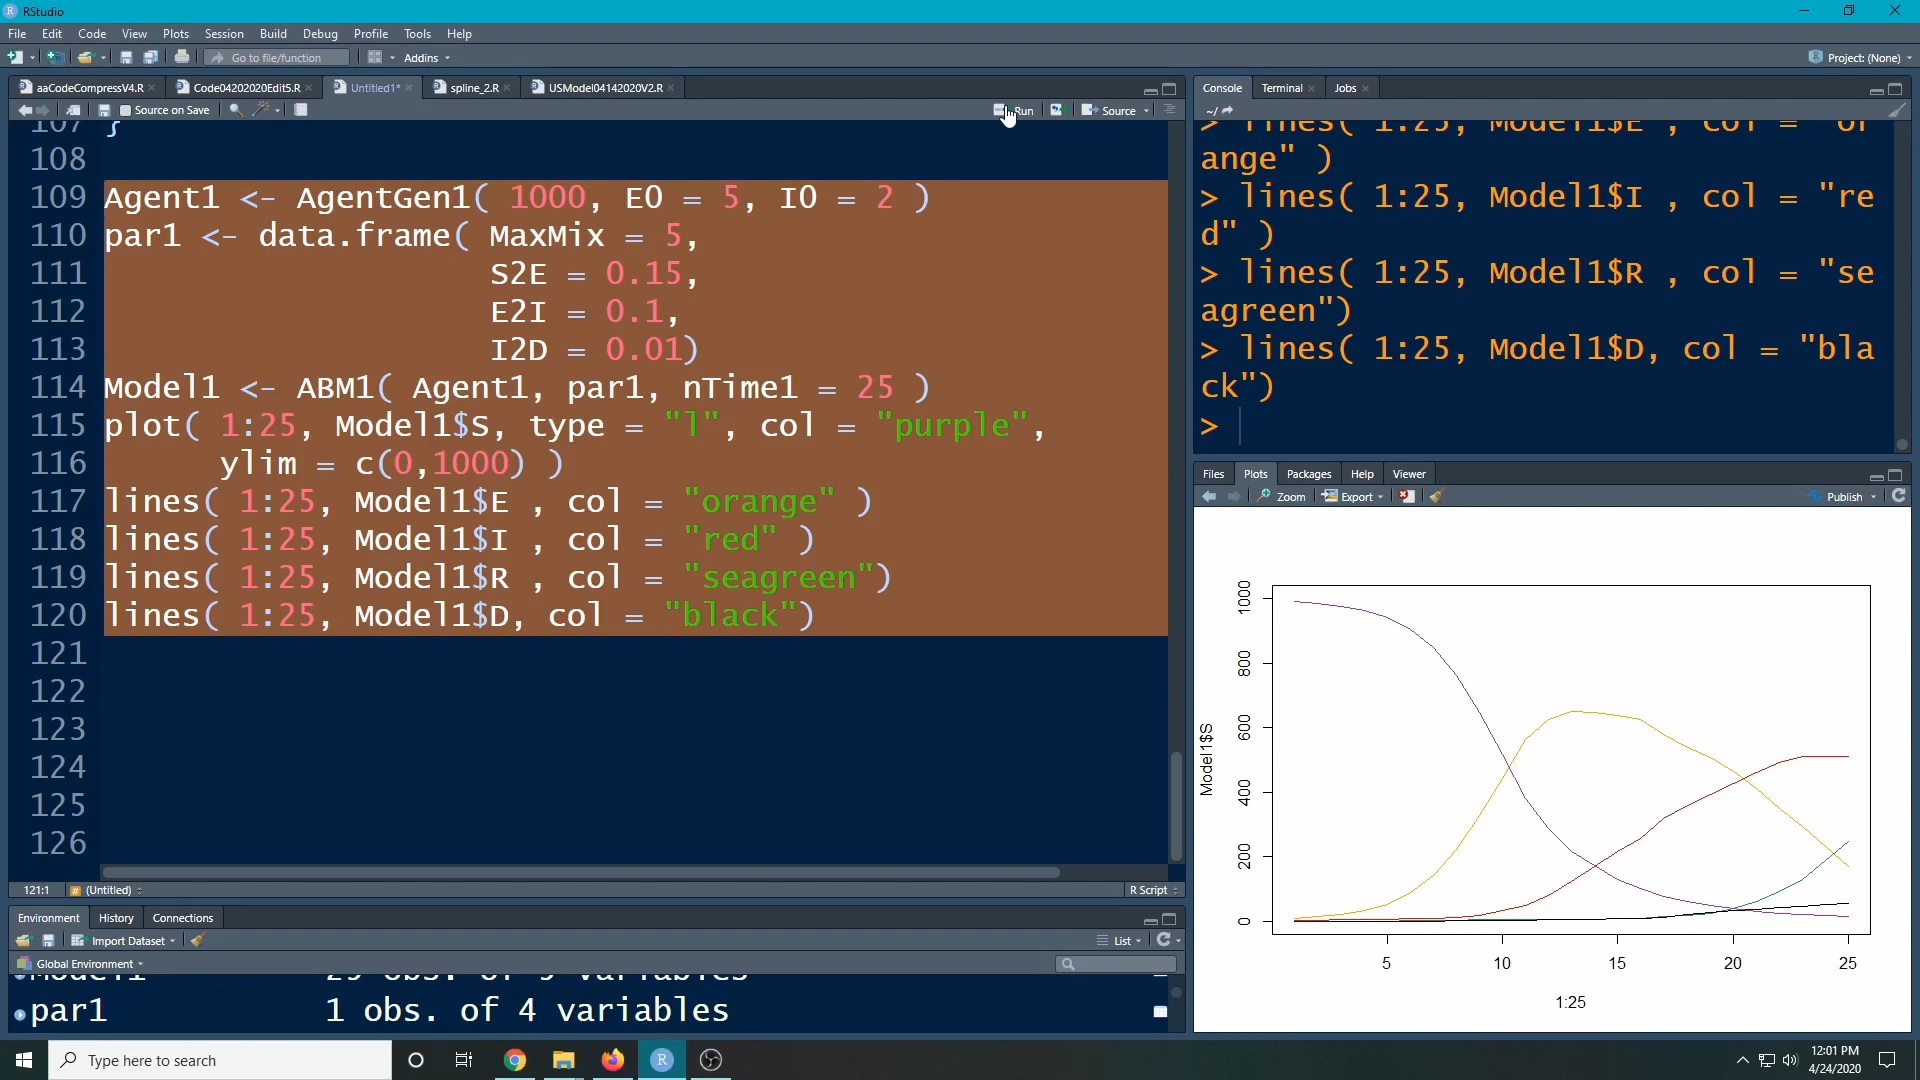 RStudio
File Edit Code View Plots Session Build Debug Profile Tools Help
Go to file/function Addins Project: (None)
aaCodeCompressV4.R Code04202020Edit5.R Untitled1* spline_2.R USModel04142020V2.R
Source on Save Run Source
107 }
108
109 Agent1 <- AgentGen1( 1000, E0 = 5, I0 = 2 )
110 par1 <- data.frame( MaxMix = 5,
111 S2E = 0.15,
112 E2I = 0.1,
113 I2D = 0.01)
114 Model1 <- ABM1( Agent1, par1, nTime1 = 25 )
115 plot( 1:25, Model1$S, type = "l", col = "purple",
116 ylim = c(0,1000) )
117 lines( 1:25, Model1$E , col = "orange" )
118 lines( 1:25, Model1$I , col = "red" )
119 lines( 1:25, Model1$R , col = "seagreen")
120 lines( 1:25, Model1$D, col = "black")
121
122
123
124
125
126
121:1 (Untitled) R Script
Environment History Connections
Import Dataset List
Global Environment
par1 1 obs. of 4 variables
Console Terminal Jobs
~/
> lines( 1:25, Model1$E , col = "or
ange" )
> lines( 1:25, Model1$I , col = "re
d" )
> lines( 1:25, Model1$R , col = "se
agreen")
> lines( 1:25, Model1$D, col = "bla
ck")
>
Files Plots Packages Help Viewer
Zoom Export Publish
Model1$S
1000
800
600
400
200
0
5 10 15 20 25
1:25
Type here to search
12:01 PM
4/24/2020